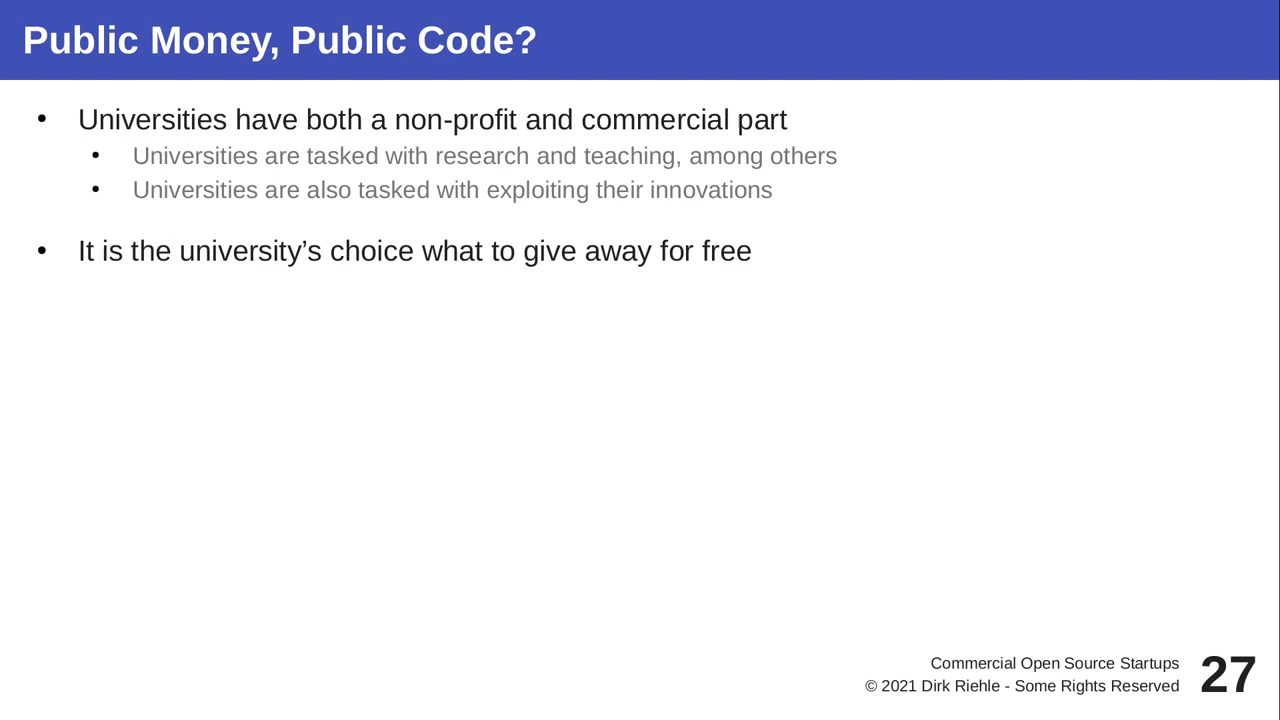 Public Money, Public Code?
• Universities have both a non-profit and commercial part
• Universities are tasked with research and teaching, among others
• Universities are also tasked with exploiting their innovations
• It is the university’s choice what to give away for free
Commercial Open Source Startups
© 2021 Dirk Riehle - Some Rights Reserved
27